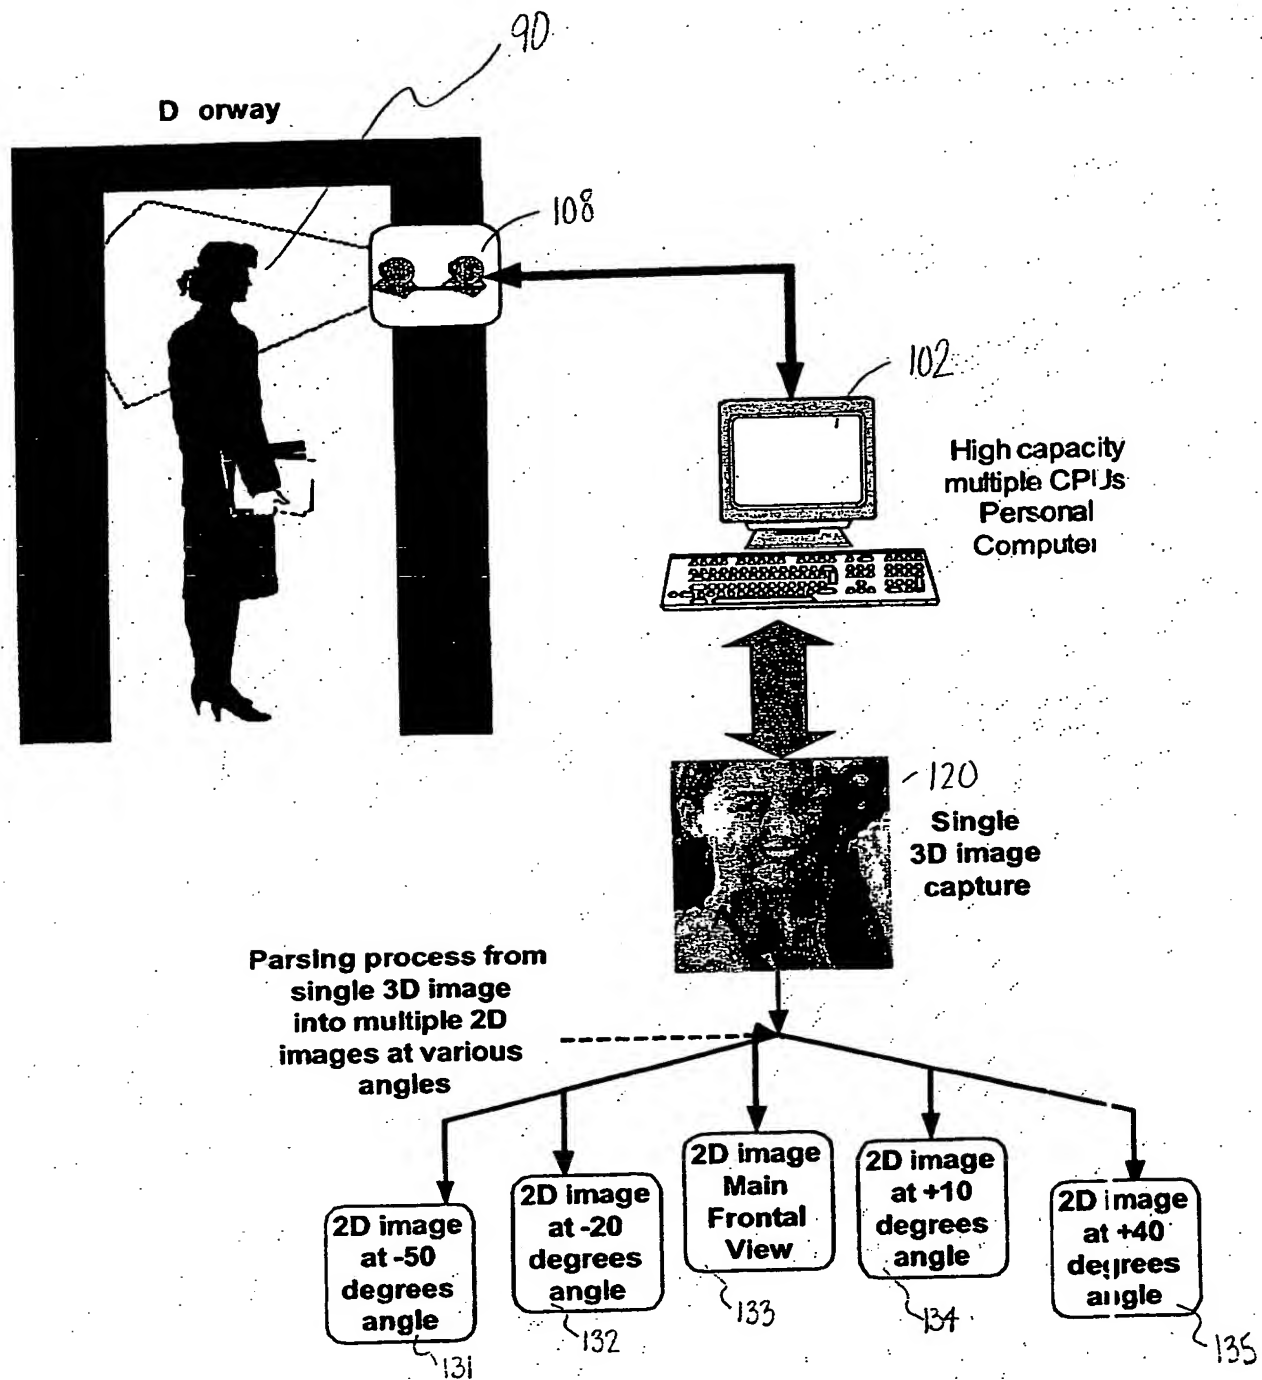 90
D orway
108
102
High capacity
multiple CPUs
Personal
Computer
120
Single
3D image
capture
Parsing process from
single 3D image
into multiple 2D
images at various
angles
2D image
at -50
degrees
angle
131
2D image
at -20
degrees
angle
132
2D image
Main
Frontal
View
133
2D image
at +10
degrees
angle
134
2D image
at +40
degrees
angle
135